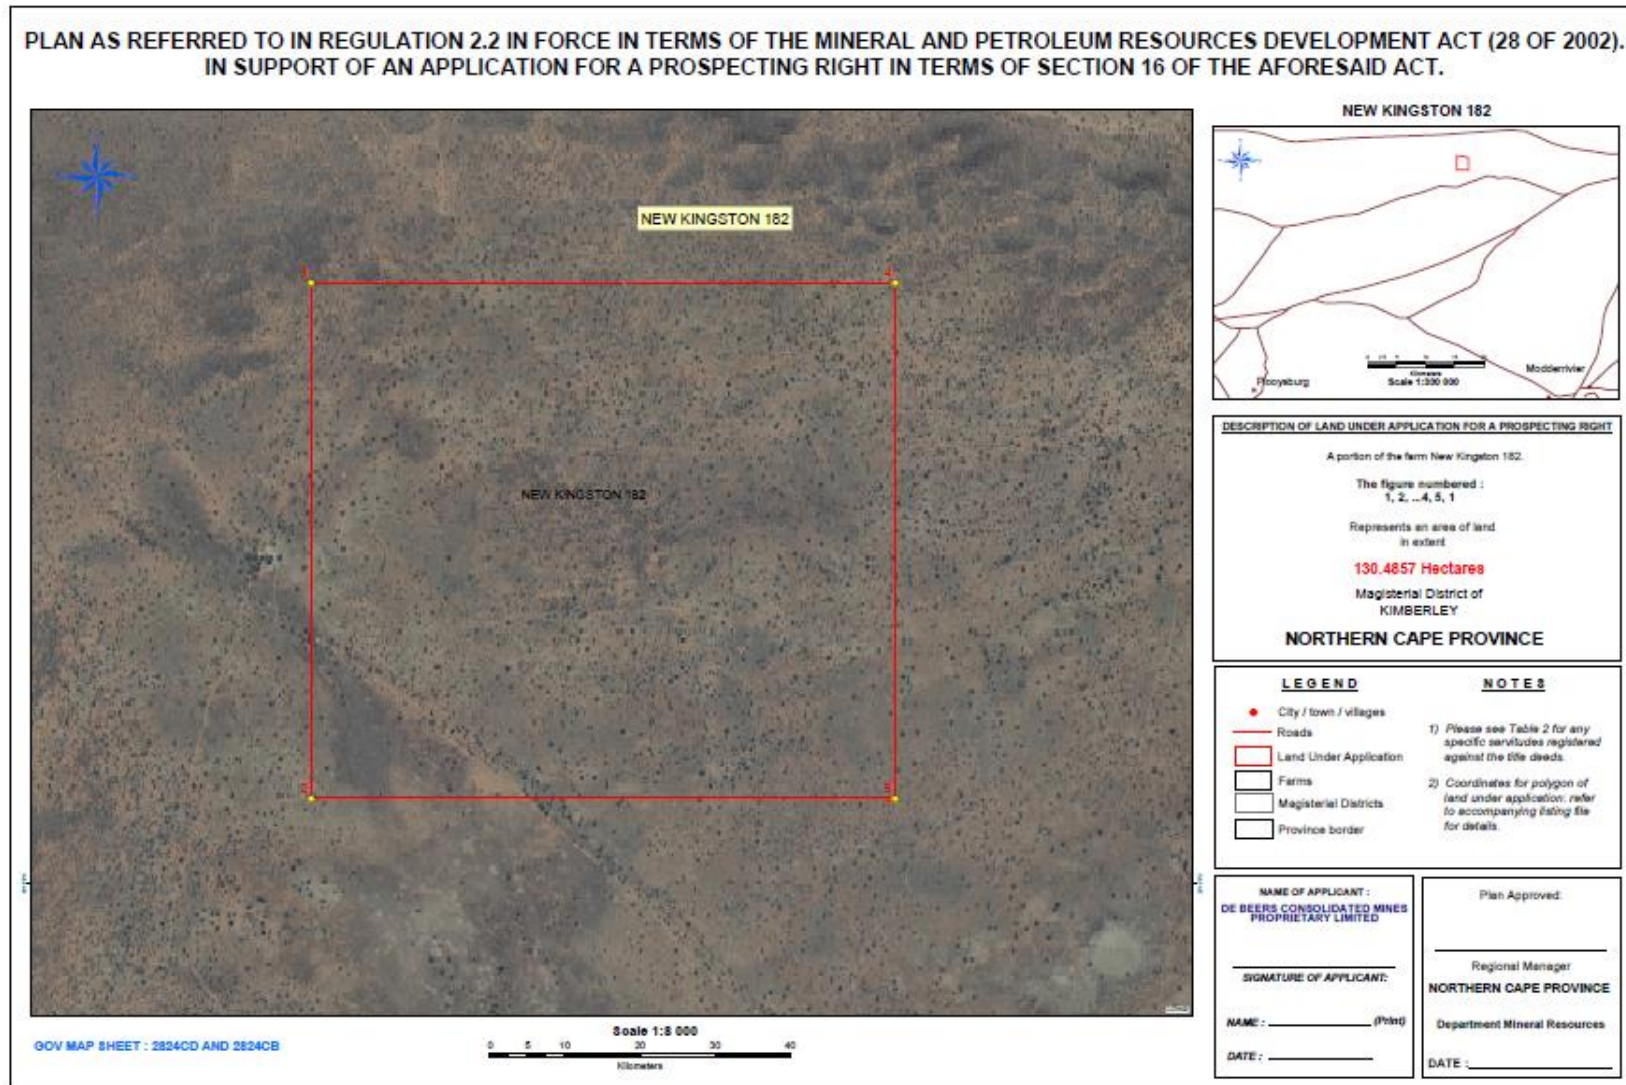 PLAN AS REFERRED TO IN REGULATION 2.2 IN FORCE IN TERMS OF THE MINERAL AND PETROLEUM RESOURCES DEVELOPMENT ACT (28 OF 2002).
IN SUPPORT OF AN APPLICATION FOR A PROSPECTING RIGHT IN TERMS OF SECTION 16 OF THE AFORESAID ACT.
NEW KINGSTON 182
4
NEW KINGSTON 182
GOV MAP SHEET : 2824CD AND 2824CB
Scale 1:8 000
0 5 10 20 30 40
Kilometers
NEW KINGSTON 182
Kilometers
Scale 1:300 000
Plooysburg
Modderrivier
DESCRIPTION OF LAND UNDER APPLICATION FOR A PROSPECTING RIGHT
A portion of the farm New Kingston 182.
The figure numbered :
1, 2, ...4, 5, 1
Represents an area of land
in extent
130.4857 Hectares
Magisterial District of
KIMBERLEY
NORTHERN CAPE PROVINCE
LEGEND
City / town / villages
Roads
Land Under Application
Farms
Magisterial Districts
Province border
NOTES
1) Please see Table 2 for any
specific servitudes registered
against the title deeds.
2) Coordinates for polygon of
land under application: refer
to accompanying listing file
for details.
NAME OF APPLICANT :
DE BEERS CONSOLIDATED MINES
PROPRIETARY LIMITED
SIGNATURE OF APPLICANT:
NAME : (Print)
DATE :
Plan Approved:
Regional Manager
NORTHERN CAPE PROVINCE
Department Mineral Resources
DATE :